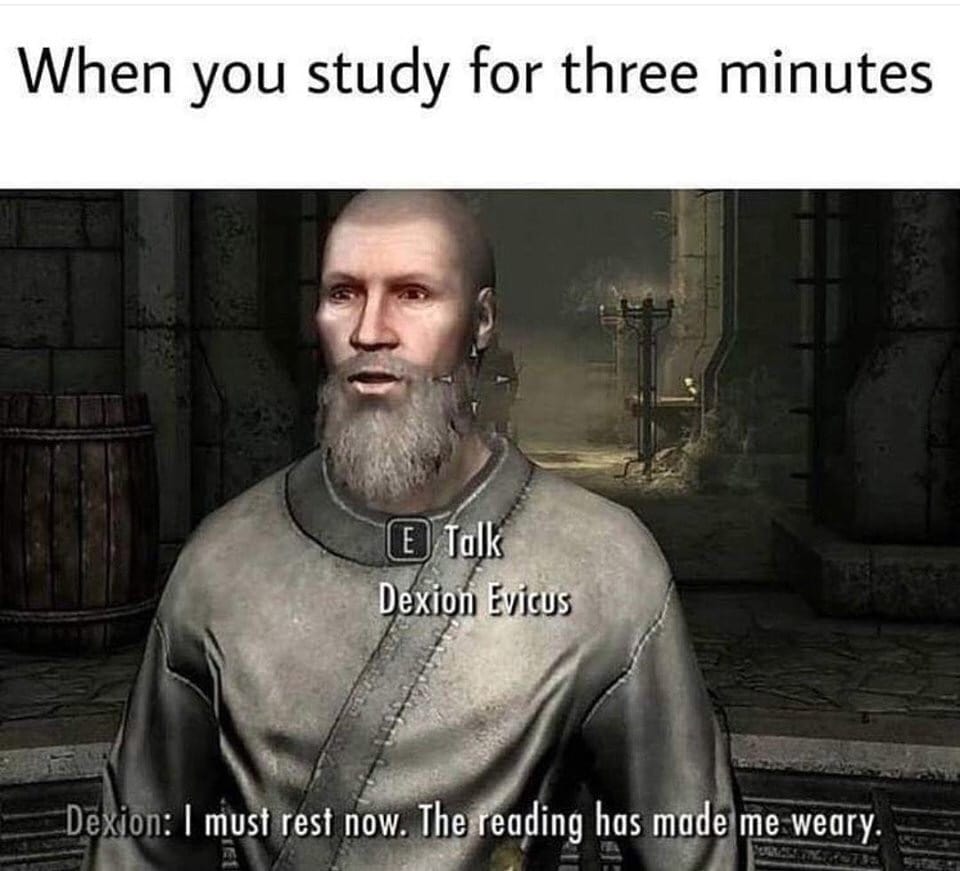 When you study for three minutes
E Talk
Dexion Evicus
Dexion: I must rest now. The reading has made me weary.